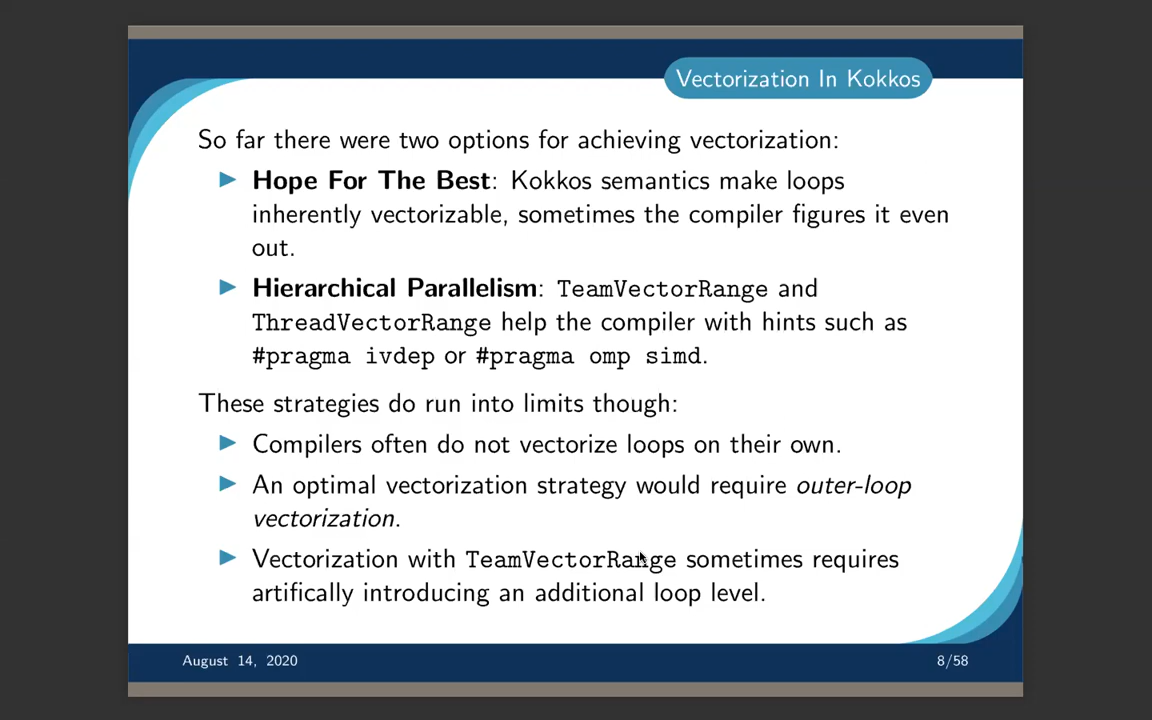 Vectorization In Kokkos
So far there were two options for achieving vectorization:
Hope For The Best: Kokkos semantics make loops
inherently vectorizable, sometimes the compiler figures it even
out.
Hierarchical Parallelism: TeamVectorRange and
ThreadVectorRange help the compiler with hints such as
#pragma ivdep or #pragma omp simd.
These strategies do run into limits though:
Compilers often do not vectorize loops on their own.
An optimal vectorization strategy would require outer-loop
vectorization.
Vectorization with TeamVectorRange sometimes requires
artifically introducing an additional loop level.
August 14, 2020
8/58